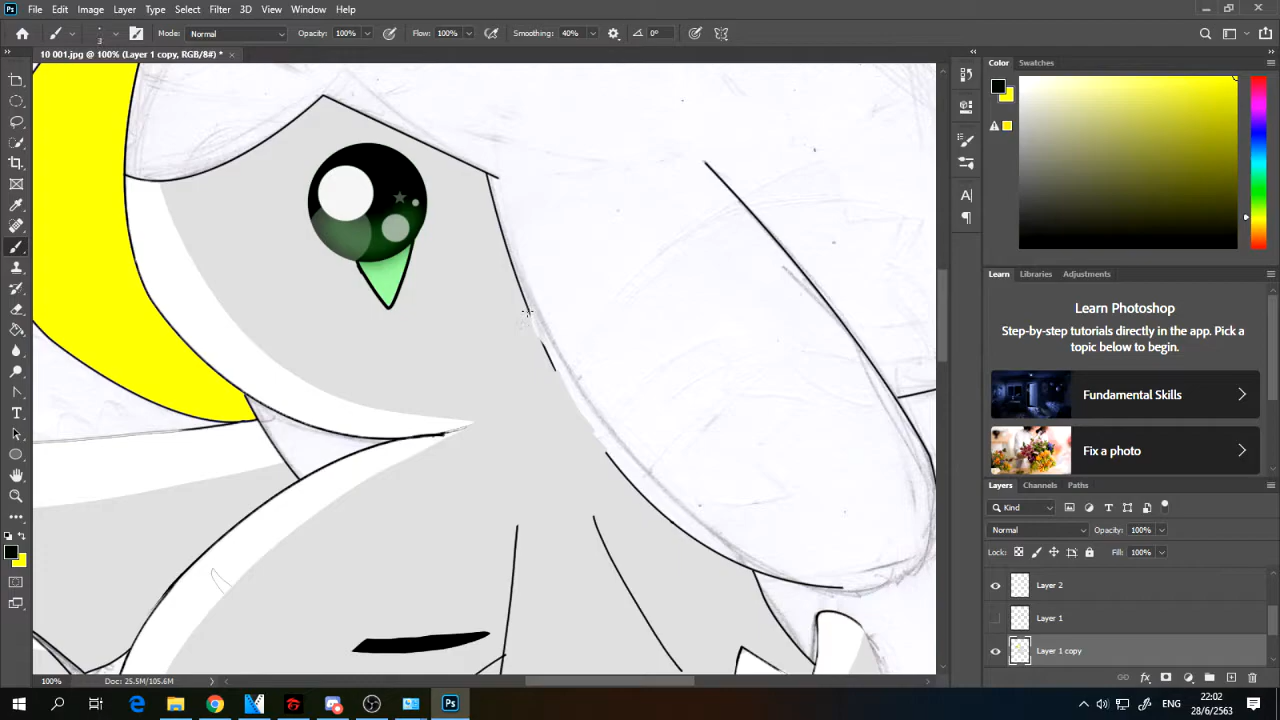 Ps File Edit Image Layer Type Select Filter 3D View Window Help
3 Mode: Normal Opacity: 100% Flow: 100% Smoothing: 40% 0°
10 001.jpg @ 100% (Layer 1 copy, RGB/8#) *
Color Swatches
Learn Libraries Adjustments
Learn Photoshop
Step-by-step tutorials directly in the app. Pick a
topic below to begin.
Fundamental Skills
Fix a photo
Layers Channels Paths
Kind
Normal Opacity: 100%
Lock: Fill: 100%
Layer 2
Layer 1
Layer 1 copy
100% Doc: 25.5M/105.6M
Ps ENG 22:02
28/6/2563